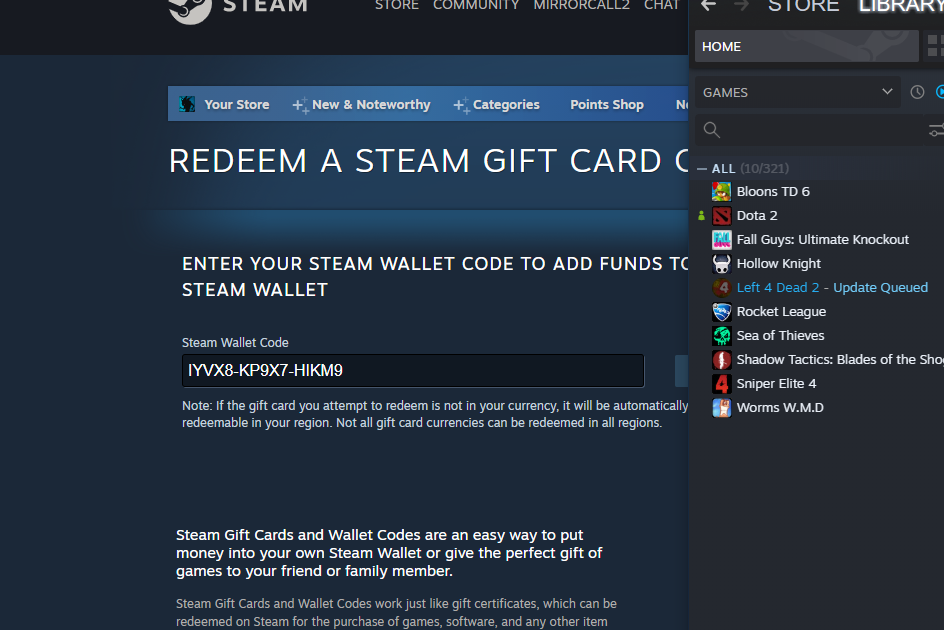 STEAM
STORE COMMUNITY MIRRORCALL2 CHAT
Your Store New & Noteworthy Categories Points Shop
REDEEM A STEAM GIFT CARD
ENTER YOUR STEAM WALLET CODE TO ADD FUNDS TO
STEAM WALLET
Steam Wallet Code
IYVX8-KP9X7-HIKM9
Note: If the gift card you attempt to redeem is not in your currency, it will be automatically
redeemable in your region. Not all gift card currencies can be redeemed in all regions.
Steam Gift Cards and Wallet Codes are an easy way to put
money into your own Steam Wallet or give the perfect gift of
games to your friend or family member.
Steam Gift Cards and Wallet Codes work just like gift certificates, which can be
redeemed on Steam for the purchase of games, software, and any other item
STORE LIBRARY
HOME
GAMES
ALL (10/321)
Bloons TD 6
Dota 2
Fall Guys: Ultimate Knockout
Hollow Knight
Left 4 Dead 2 - Update Queued
Rocket League
Sea of Thieves
Shadow Tactics: Blades of the Sho
Sniper Elite 4
Worms W.M.D